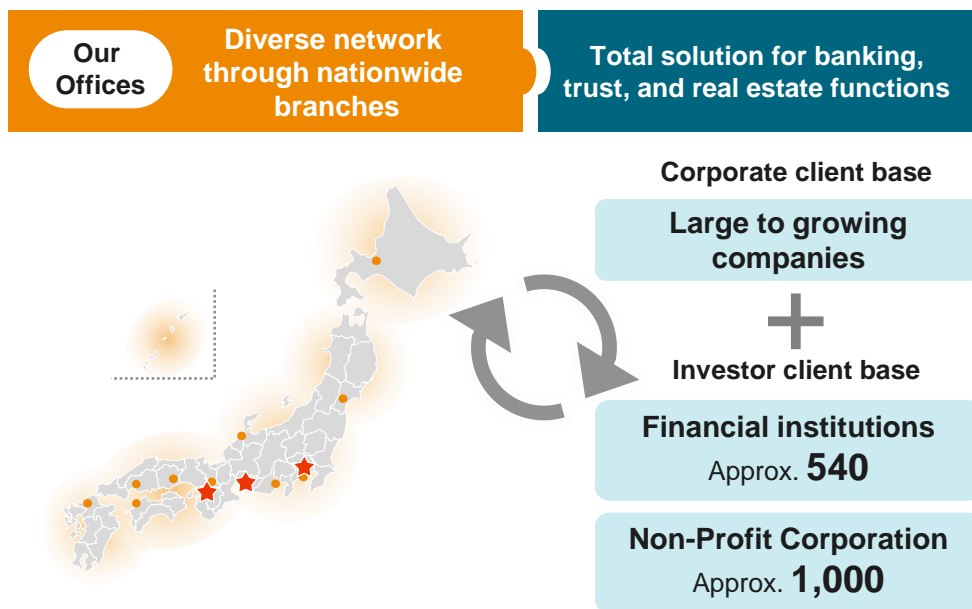 Our
Offices
Diverse network
through nationwide
branches
Total solution for banking,
trust, and real estate functions
Corporate client base
Large to growing
companies
Investor client base
Financial institutions
Approx. 540
Non-Profit Corporation
Approx. 1,000